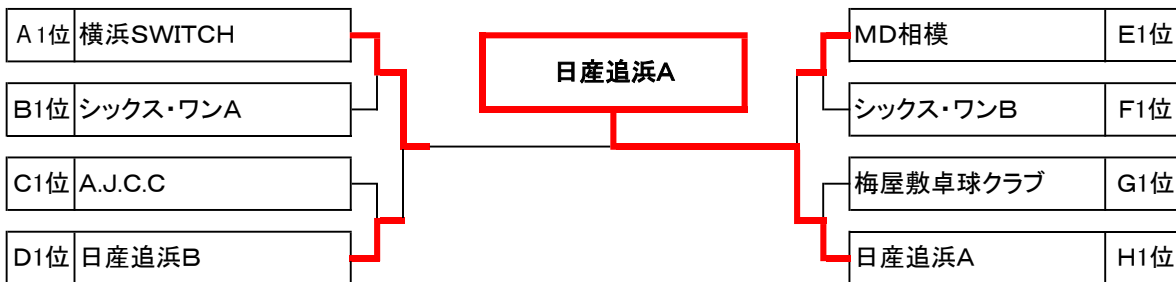 A1位 横浜SWITCH
B1位 シックス・ワンA
C1位 A.J.C.C
D1位 日産追浜B
日産追浜A
MD相模 E1位
シックス・ワンB F1位
梅屋敷卓球クラブ G1位
日産追浜A H1位